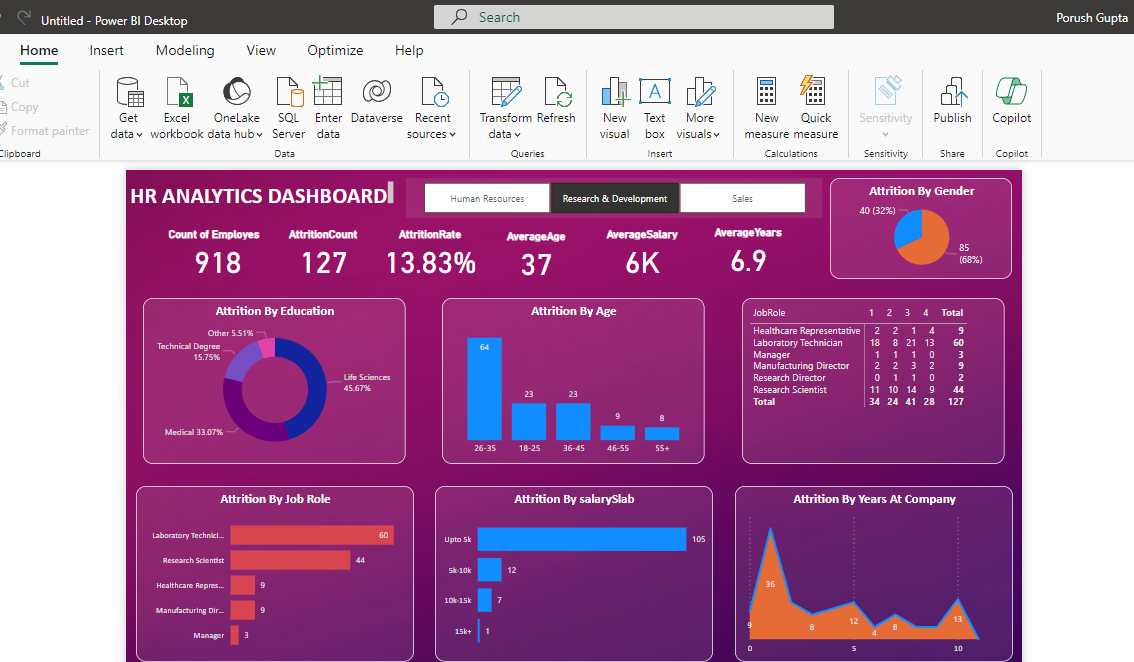 Untitled - Power BI Desktop
Search
Porush Gupta
Home Insert Modeling View Optimize Help
Cut
Copy
Format painter
Clipboard
Get data
Excel workbook
OneLake data hub
SQL Server
Enter data
Dataverse
Recent sources
Data
Transform data
Refresh
Queries
New visual
Text box
More visuals
Insert
New measure
Quick measure
Calculations
Sensitivity
Sensitivity
Publish
Share
Copilot
Copilot
HR ANALYTICS DASHBOARD
Human Resources
Research & Development
Sales
Count of Employes
918
AttritionCount
127
AttritionRate
13.83%
AverageAge
37
AverageSalary
6K
AverageYears
6.9
Attrition By Gender
40 (32%)
85
(68%)
Attrition By Education
Other 5.51%
Technical Degree
15.75%
Life Sciences
45.67%
Medical 33.07%
Attrition By Age
64
23
23
9
8
26-35 18-25 36-45 46-55 55+
JobRole 1 2 3 4 Total
Healthcare Representative 2 2 1 4 9
Laboratory Technician 18 8 21 13 60
Manager 1 1 1 0 3
Manufacturing Director 2 2 3 2 9
Research Director 0 1 1 0 2
Research Scientist 11 10 14 9 44
Total 34 24 41 28 127
Attrition By Job Role
Laboratory Technici... 60
Research Scientist 44
Healthcare Repres... 9
Manufacturing Dir... 9
Manager 3
Attrition By salarySlab
Upto 5k 105
5k-10k 12
10k-15k 7
15k+ 1
Attrition By Years At Company
9
36
8
12
4
8
13
0 5 10